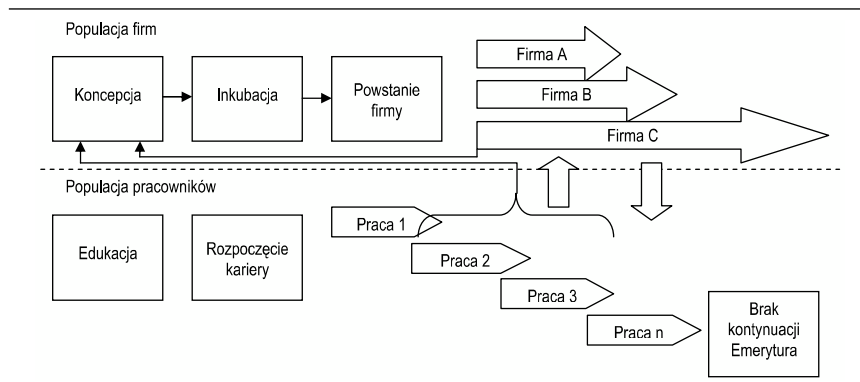 Populacja firm
Koncepcja
Inkubacja
Powstanie
firmy
Firma A
Firma B
Firma C
Populacja pracowników
Edukacja
Rozpoczęcie
kariery
Praca 1
Praca 2
Praca 3
Praca n
Brak
kontynuacji
Emerytura